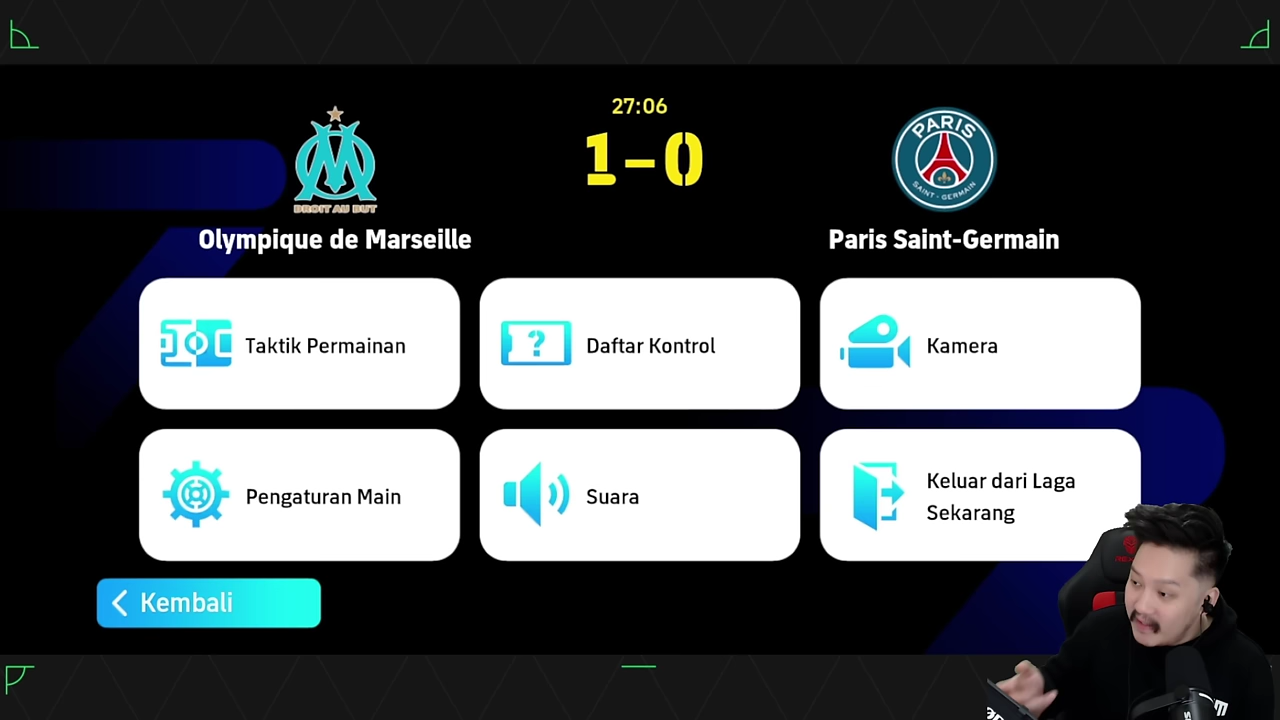 27:06
1-0
DROIT AU BUT
PARIS
SAINT-GERMAIN
Olympique de Marseille
Paris Saint-Germain
Taktik Permainan
Daftar Kontrol
?
Kamera
Pengaturan Main
Suara
Keluar dari Laga
Sekarang
Kembali